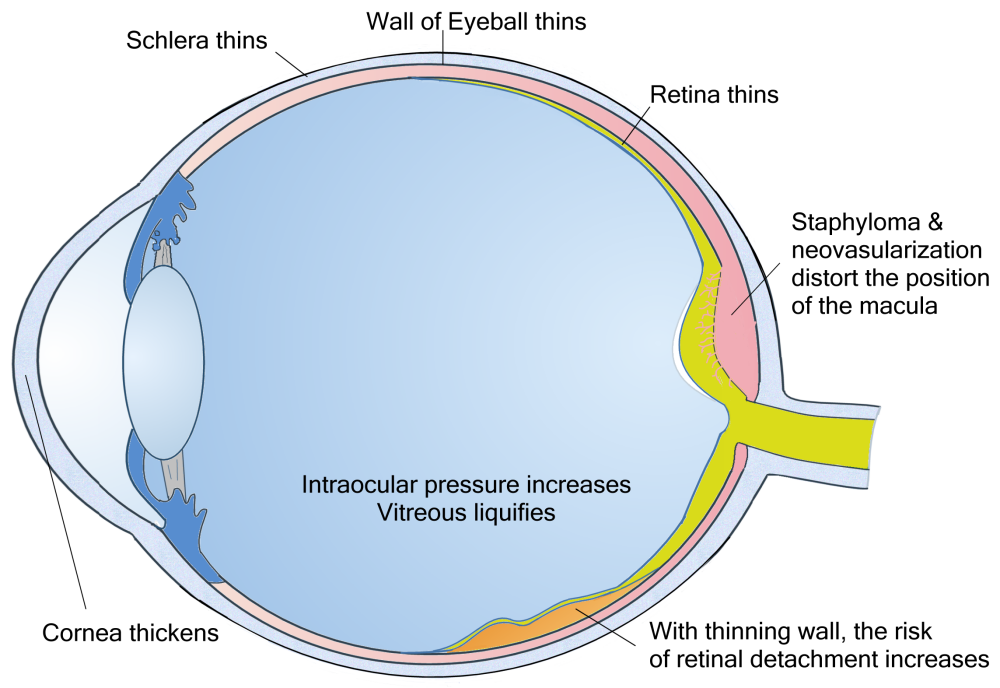 Wall of Eyeball thins
Schlera thins
Retina thins
Staphyloma &
neovasularization
distort the position
of the macula
Intraocular pressure increases
Vitreous liquifies
Cornea thickens
With thinning wall, the risk
of retinal detachment increases